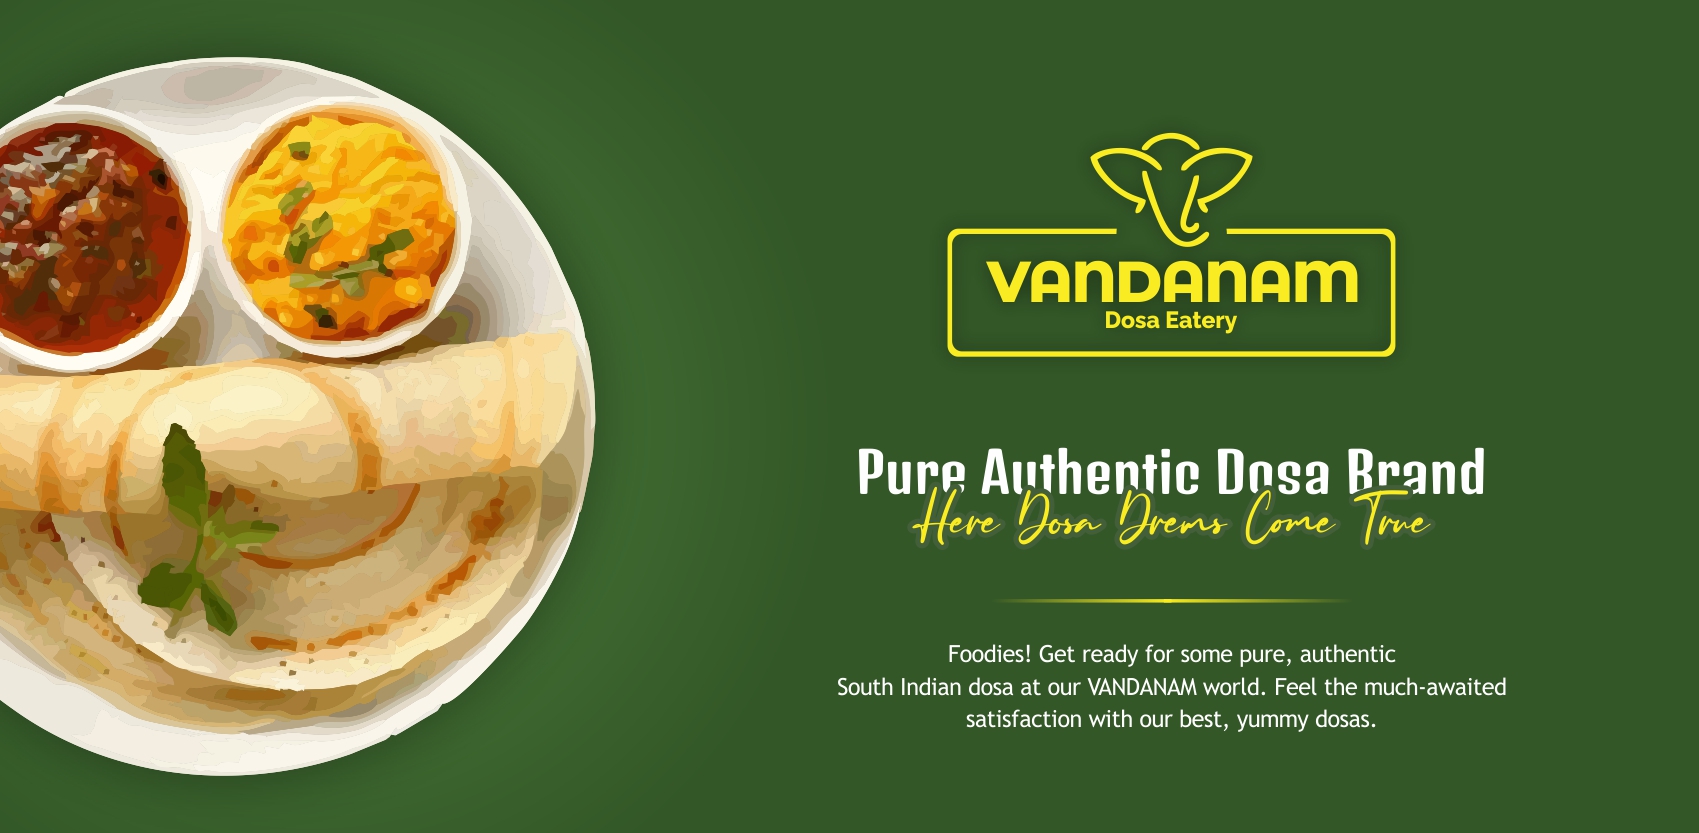 VANDANAM
Dosa Eatery
Pure Authentic Dosa Brand
Here Dosa Drems Come True
Foodies! Get ready for some pure, authentic
South Indian dosa at our VANDANAM world. Feel the much-awaited
satisfaction with our best, yummy dosas.